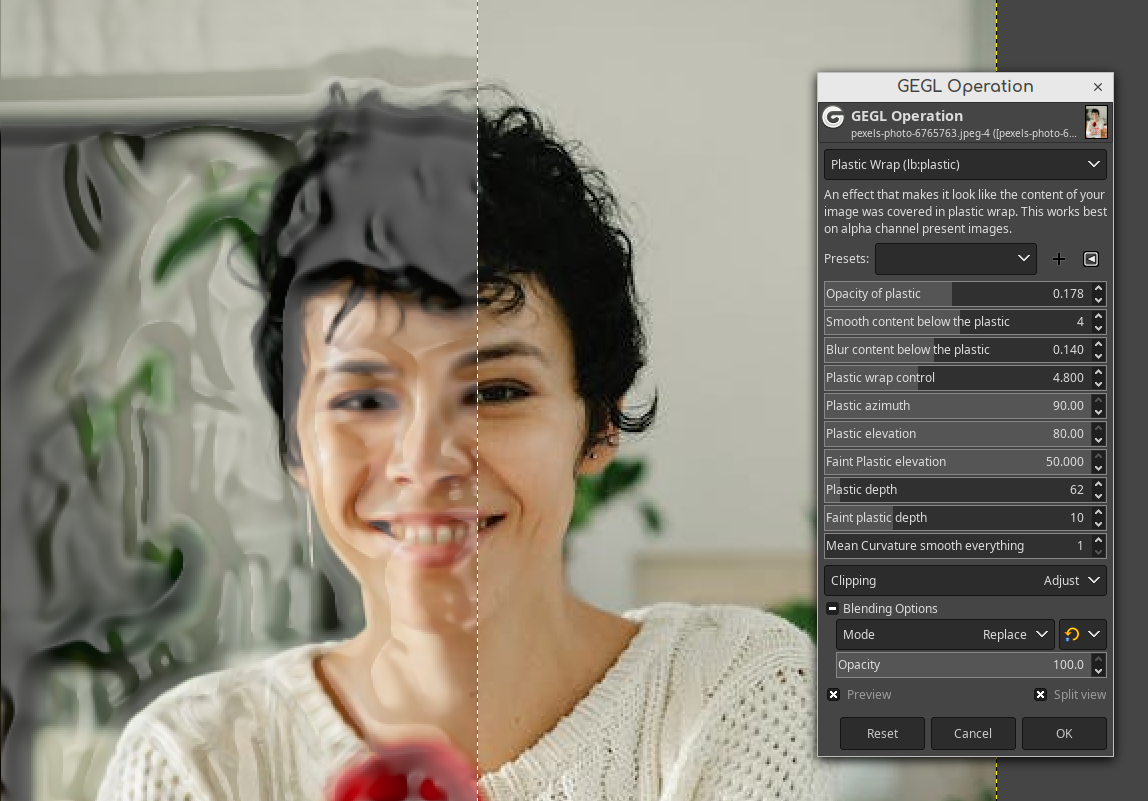 GEGL Operation
GEGL Operation
pexels-photo-6765763.jpeg-4 ([pexels-photo-6...
Plastic Wrap (lb:plastic)
An effect that makes it look like the content of your
image was covered in plastic wrap. This works best
on alpha channel present images.
Presets:
Opacity of plastic 0.178
Smooth content below the plastic 4
Blur content below the plastic 0.140
Plastic wrap control 4.800
Plastic azimuth 90.00
Plastic elevation 80.00
Faint Plastic elevation 50.000
Plastic depth 62
Faint plastic depth 10
Mean Curvature smooth everything 1
Clipping Adjust
Blending Options
Mode Replace
Opacity 100.0
Preview Split view
Reset Cancel OK